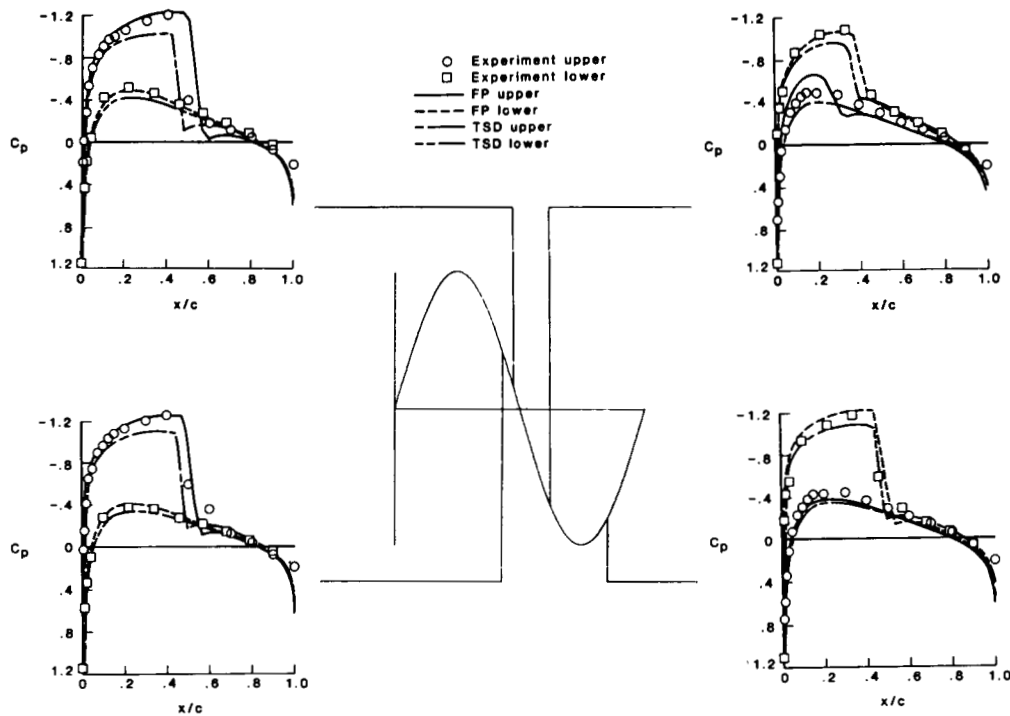 -1.2
-.8
-.4
C_p 0
.4
.8
1.2
0 .2 .4 .6 .8 1.0
x/c
Experiment upper
Experiment lower
FP upper
FP lower
TSD upper
TSD lower
-1.2
-.8
-.4
C_p 0
.4
.8
1.2
0 .2 .4 .6 .8 1.0
x/c
-1.2
-.8
-.4
C_p 0
.4
.8
1.2
0 .2 .4 .6 .8 1.0
x/c
-1.2
-.8
-.4
C_p 0
.4
.8
1.2
0 .2 .4 .6 .8 1.0
x/c